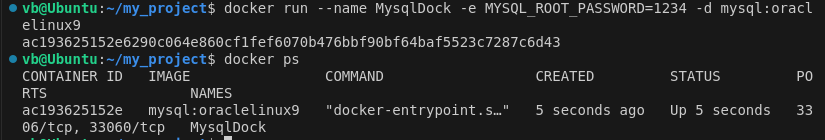 vb@Ubuntu:~/my_project$ docker run --name MysqlDock -e MYSQL_ROOT_PASSWORD=1234 -d mysql:oracl
elinux9
ac193625152e6290c064e860cf1fef6070b476bbf90bf64baf5523c7287c6d43
vb@Ubuntu:~/my_project$ docker ps
CONTAINER ID   IMAGE                COMMAND                  CREATED         STATUS         PO
RTS                 NAMES
ac193625152e   mysql:oraclelinux9   "docker-entrypoint.s…"   5 seconds ago   Up 5 seconds   33
06/tcp, 33060/tcp   MysqlDock